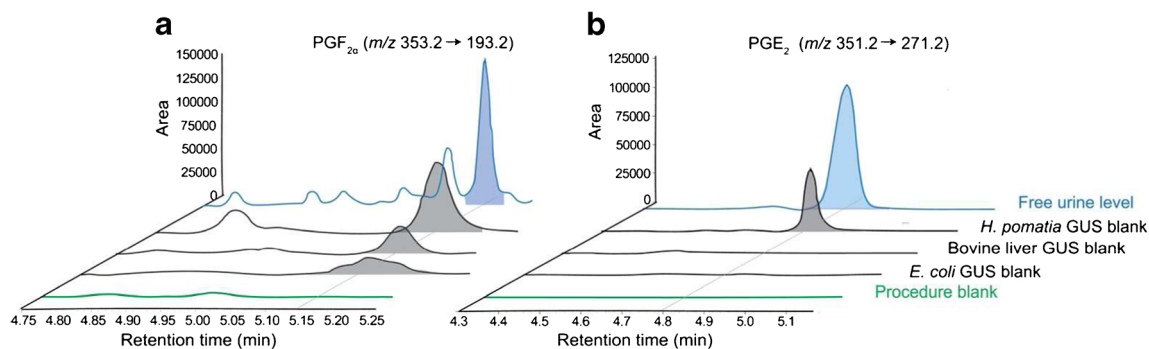 a
PGF2α (m/z 353.2 → 193.2)
150000
125000
100000
75000
50000
25000
0
Area
4.75 4.80 4.85 4.90 4.95 5.00 5.05 5.10 5.15 5.20 5.25
Retention time (min)
b
PGE2 (m/z 351.2 → 271.2)
125000
100000
75000
50000
25000
0
Area
Free urine level
H. pomatia GUS blank
Bovine liver GUS blank
E. coli GUS blank
Procedure blank
4.3 4.4 4.5 4.6 4.7 4.8 4.9 5.0 5.1
Retention time (min)